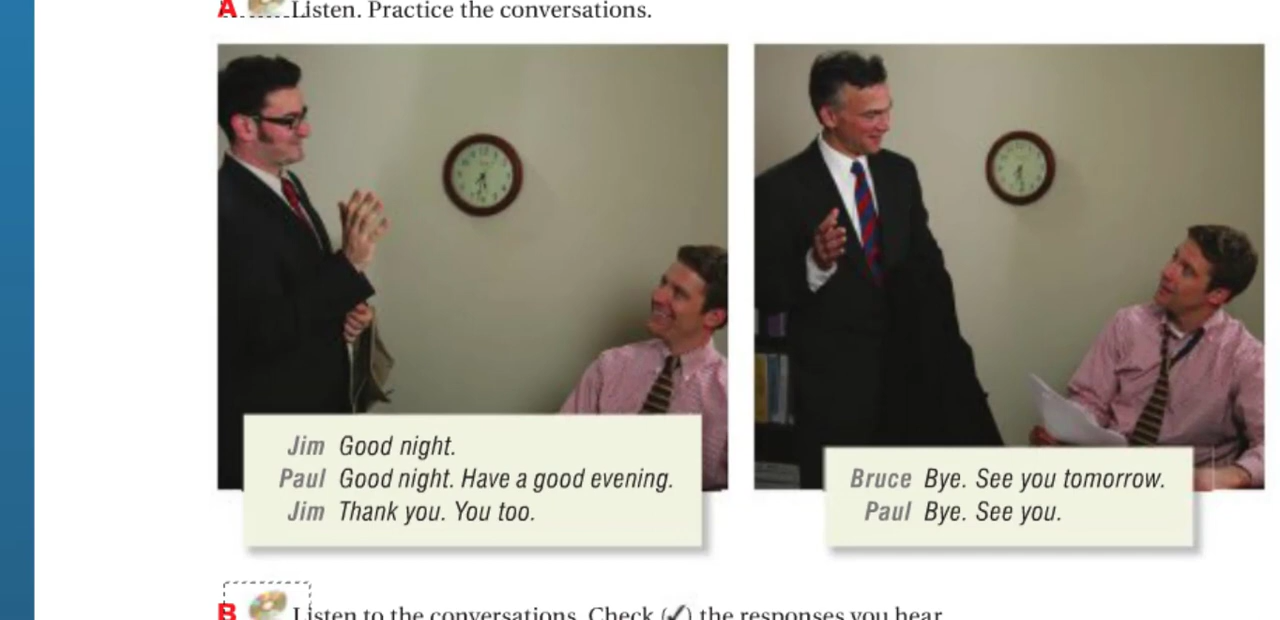 A Listen. Practice the conversations.
Jim Good night.
Paul Good night. Have a good evening.
Jim Thank you. You too.
Bruce Bye. See you tomorrow.
Paul Bye. See you.
B Listen to the conversations. Check (✓) the responses you hear.